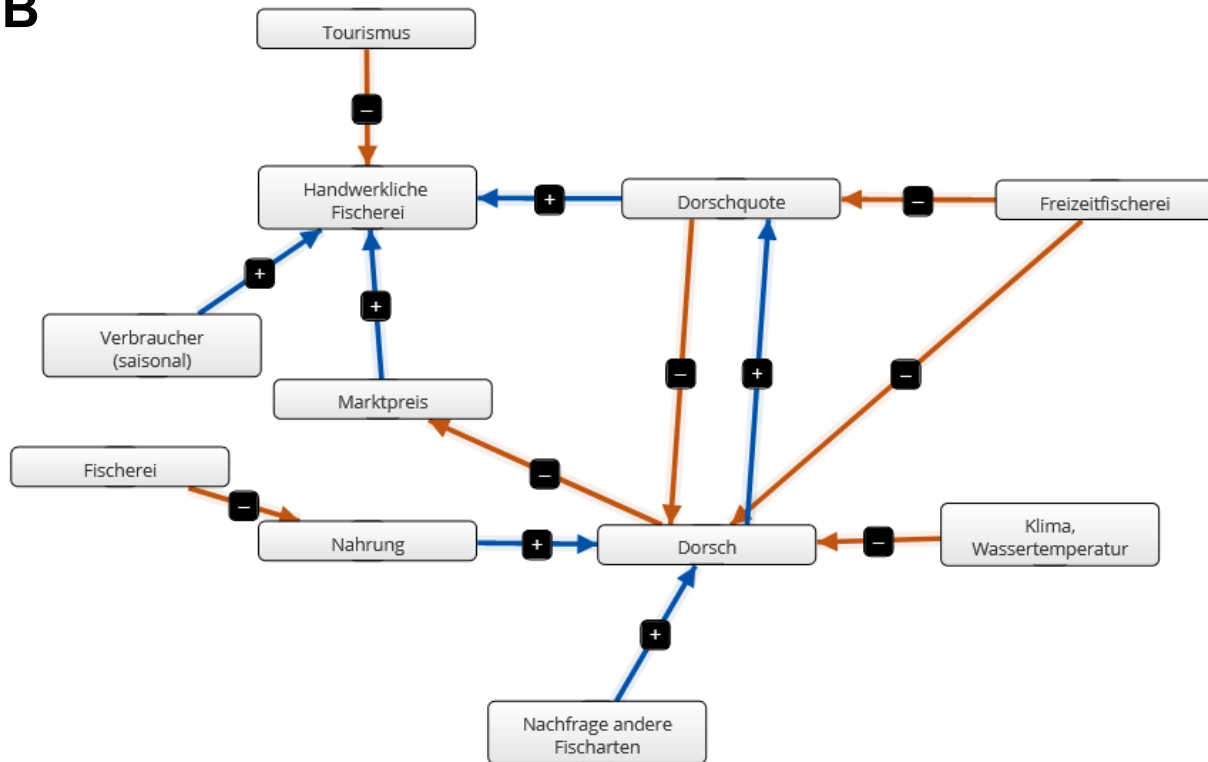 B
Tourismus
–
Handwerkliche
Fischerei
+
Dorschquote
–
Freizeitfischerei
+
Verbraucher
(saisonal)
+
–
+
–
Marktpreis
Fischerei
–
–
Nahrung
+
Dorsch
–
Klima,
Wassertemperatur
+
Nachfrage andere
Fischarten